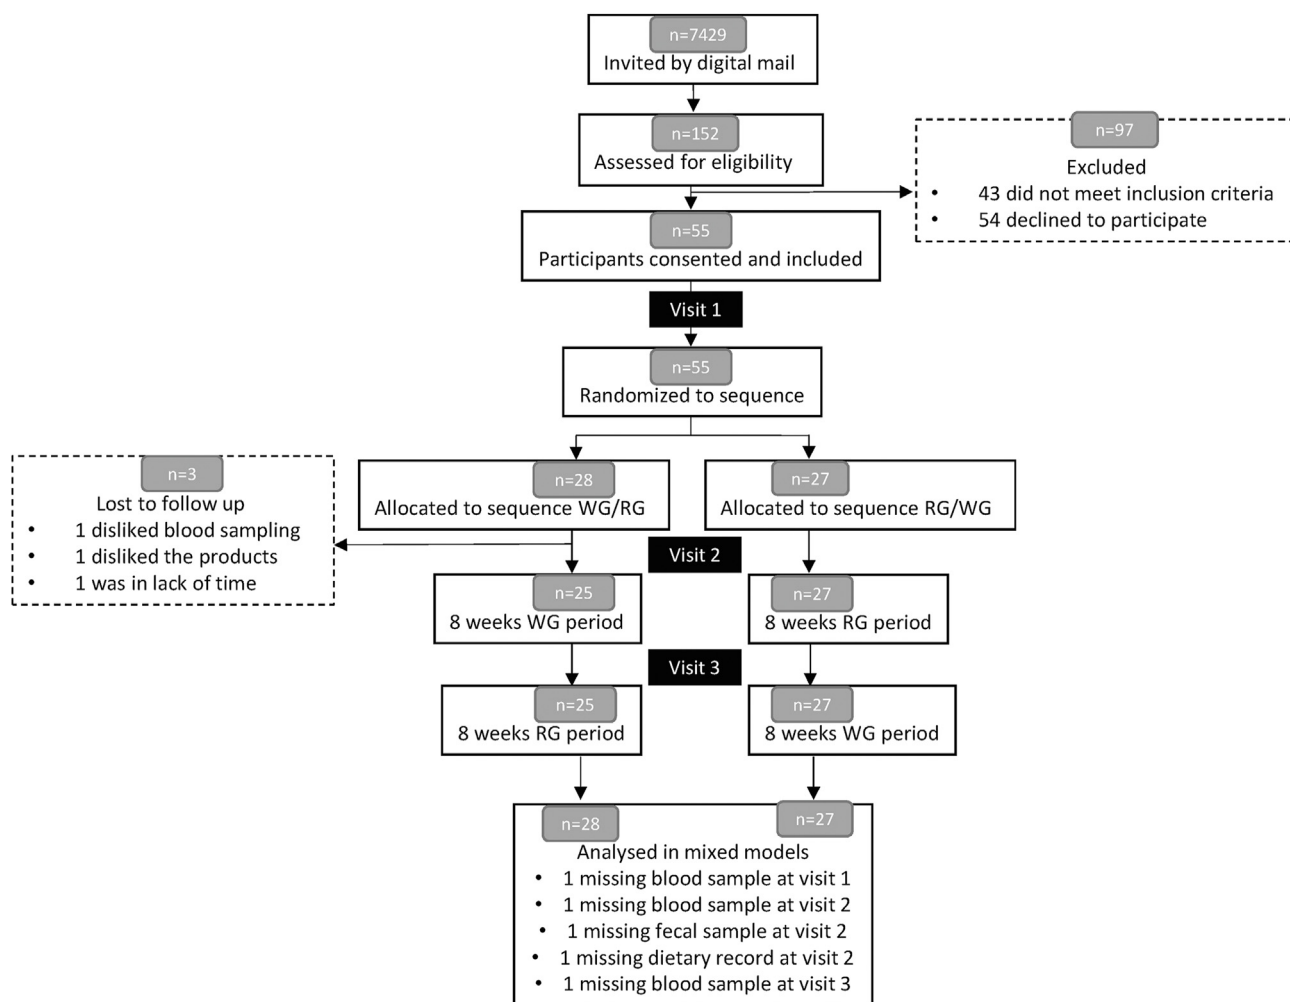 n=7429
Invited by digital mail
n=152
Assessed for eligibility
n=97
Excluded
• 43 did not meet inclusion criteria
• 54 declined to participate
n=55
Participants consented and included
Visit 1
n=55
Randomized to sequence
n=28
Allocated to sequence WG/RG
n=27
Allocated to sequence RG/WG
n=3
Lost to follow up
• 1 disliked blood sampling
• 1 disliked the products
• 1 was in lack of time
Visit 2
n=25
8 weeks WG period
n=27
8 weeks RG period
Visit 3
n=25
8 weeks RG period
n=27
8 weeks WG period
n=28
n=27
Analysed in mixed models
• 1 missing blood sample at visit 1
• 1 missing blood sample at visit 2
• 1 missing fecal sample at visit 2
• 1 missing dietary record at visit 2
• 1 missing blood sample at visit 3